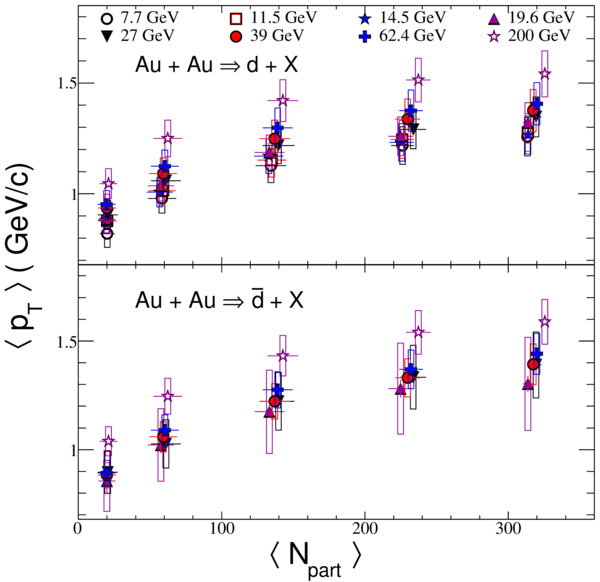 7.7 GeV 11.5 GeV 14.5 GeV 19.6 GeV
27 GeV 39 GeV 62.4 GeV 200 GeV
Au + Au ⇒ d + X
1.5
1
Au + Au ⇒ d̅ + X
1.5
1
0 100 200 300
⟨ p_T ⟩ ( GeV/c)
⟨ N_part ⟩